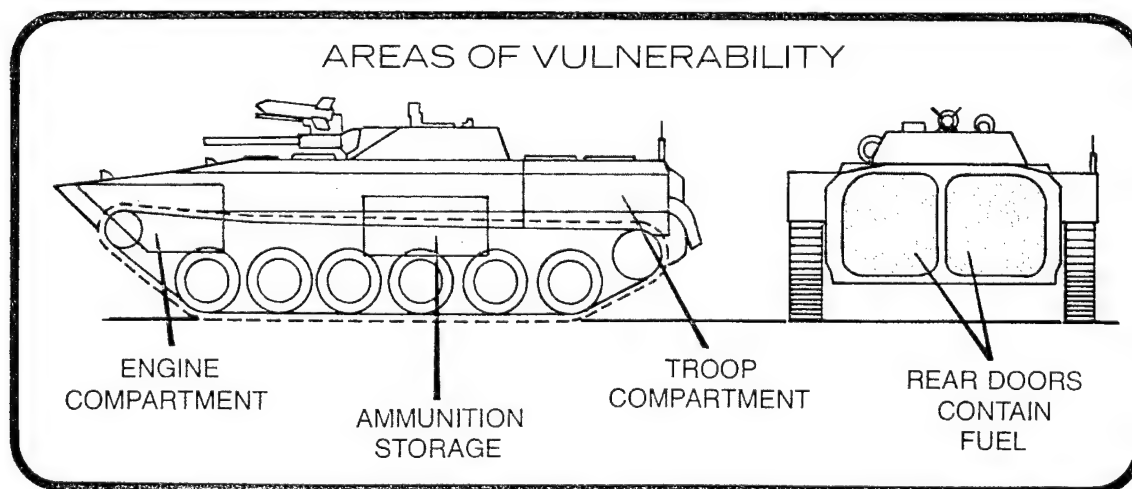 AREAS OF VULNERABILITY
ENGINE
COMPARTMENT
AMMUNITION
STORAGE
TROOP
COMPARTMENT
REAR DOORS
CONTAIN
FUEL